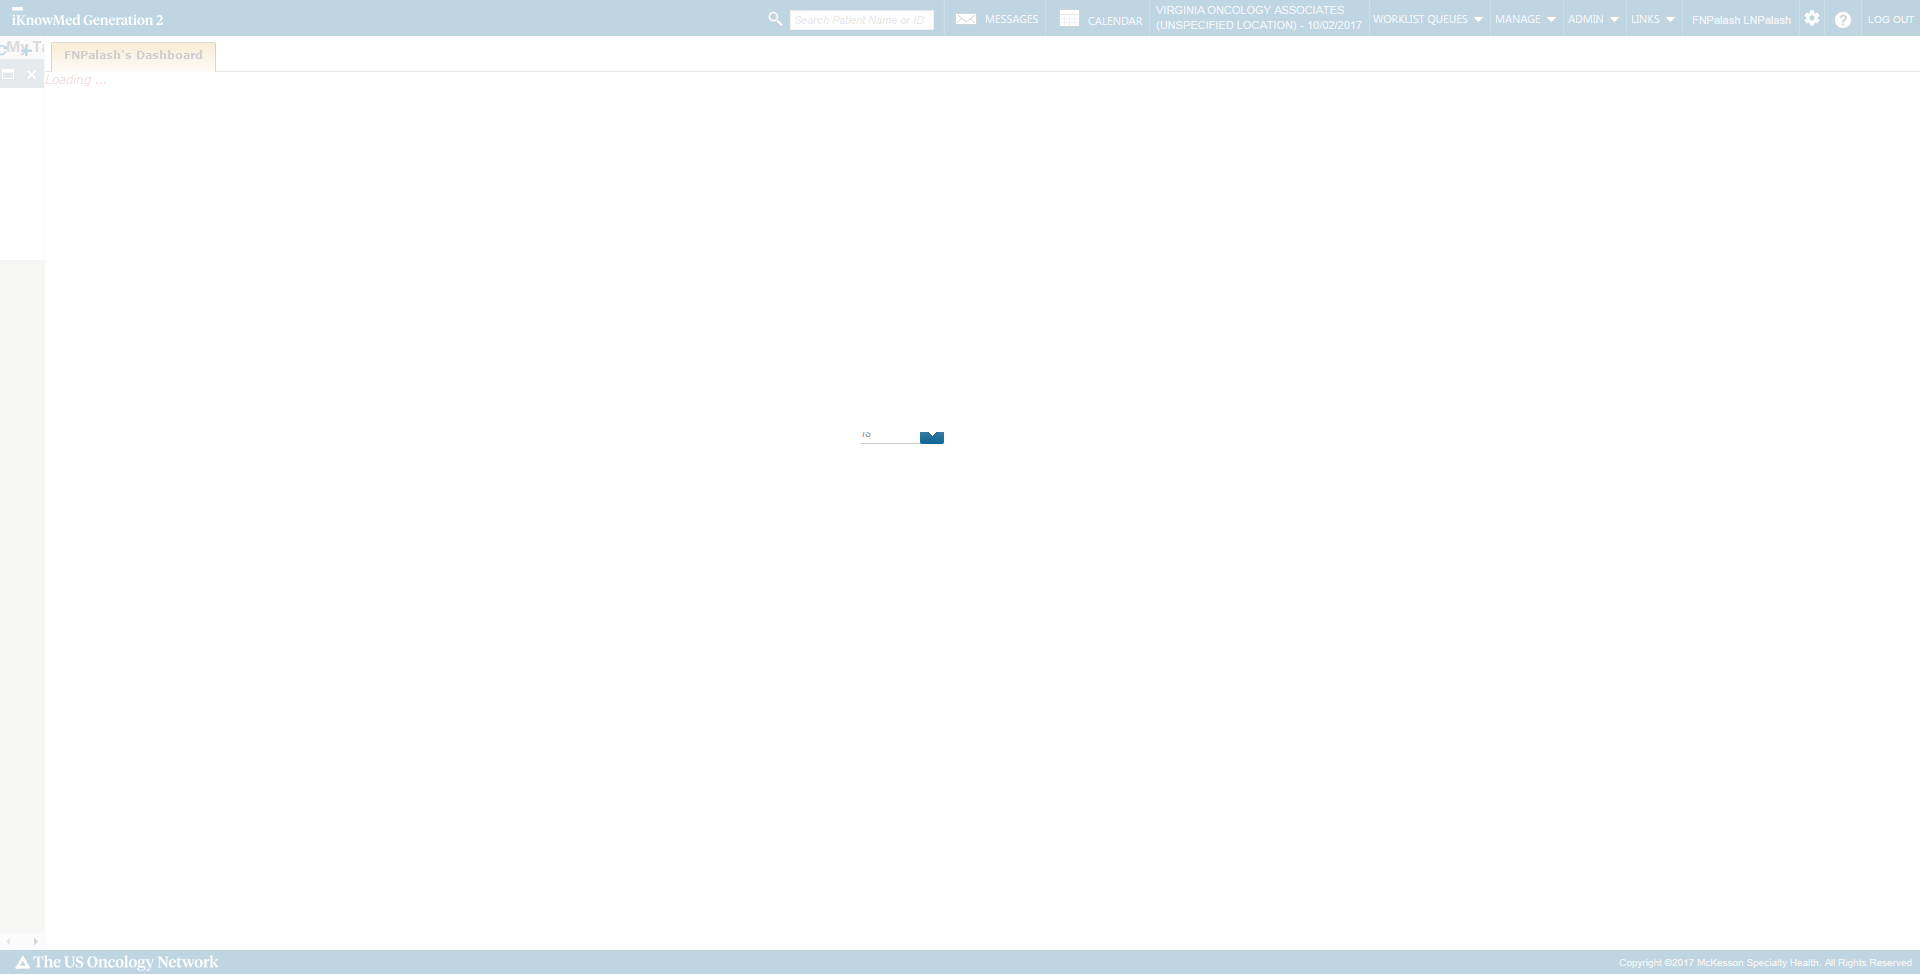 iKnowMed Generation 2
Search Patient Name or ID
MESSAGES
CALENDAR
VIRGINIA ONCOLOGY ASSOCIATES
(UNSPECIFIED LOCATION) - 10/02/2017
WORKLIST QUEUES
MANAGE
ADMIN
LINKS
FNPalash LNPalash
LOG OUT
My Ta
FNPalash's Dashboard
Loading ...
The US Oncology Network
Copyright ©2017 McKesson Specialty Health. All Rights Reserved